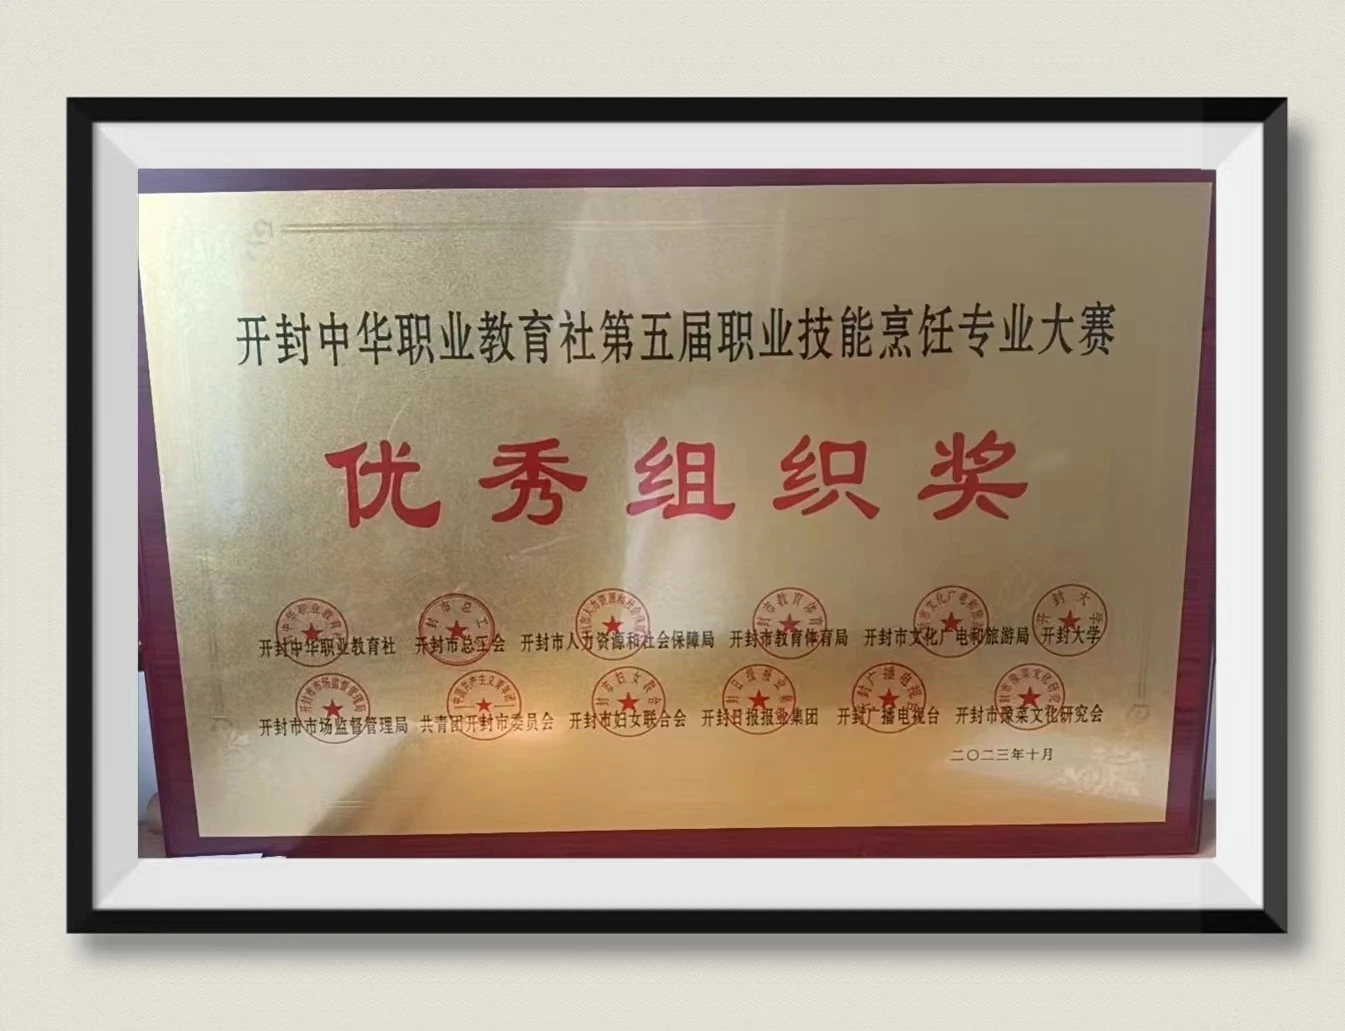 开封中华职业教育社第五届职业技能烹饪专业大赛
优秀组织奖
开封中华职业教育社 开封市总工会 开封市人力资源和社会保障局 开封市教育体育局 开封市文化广电和旅游局 开封大学
开封市市场监督管理局 共青团开封市委员会 开封市妇女联合会 开封日报报业集团 开封广播电视台 开封市豫菜文化研究会
二〇二三年十月